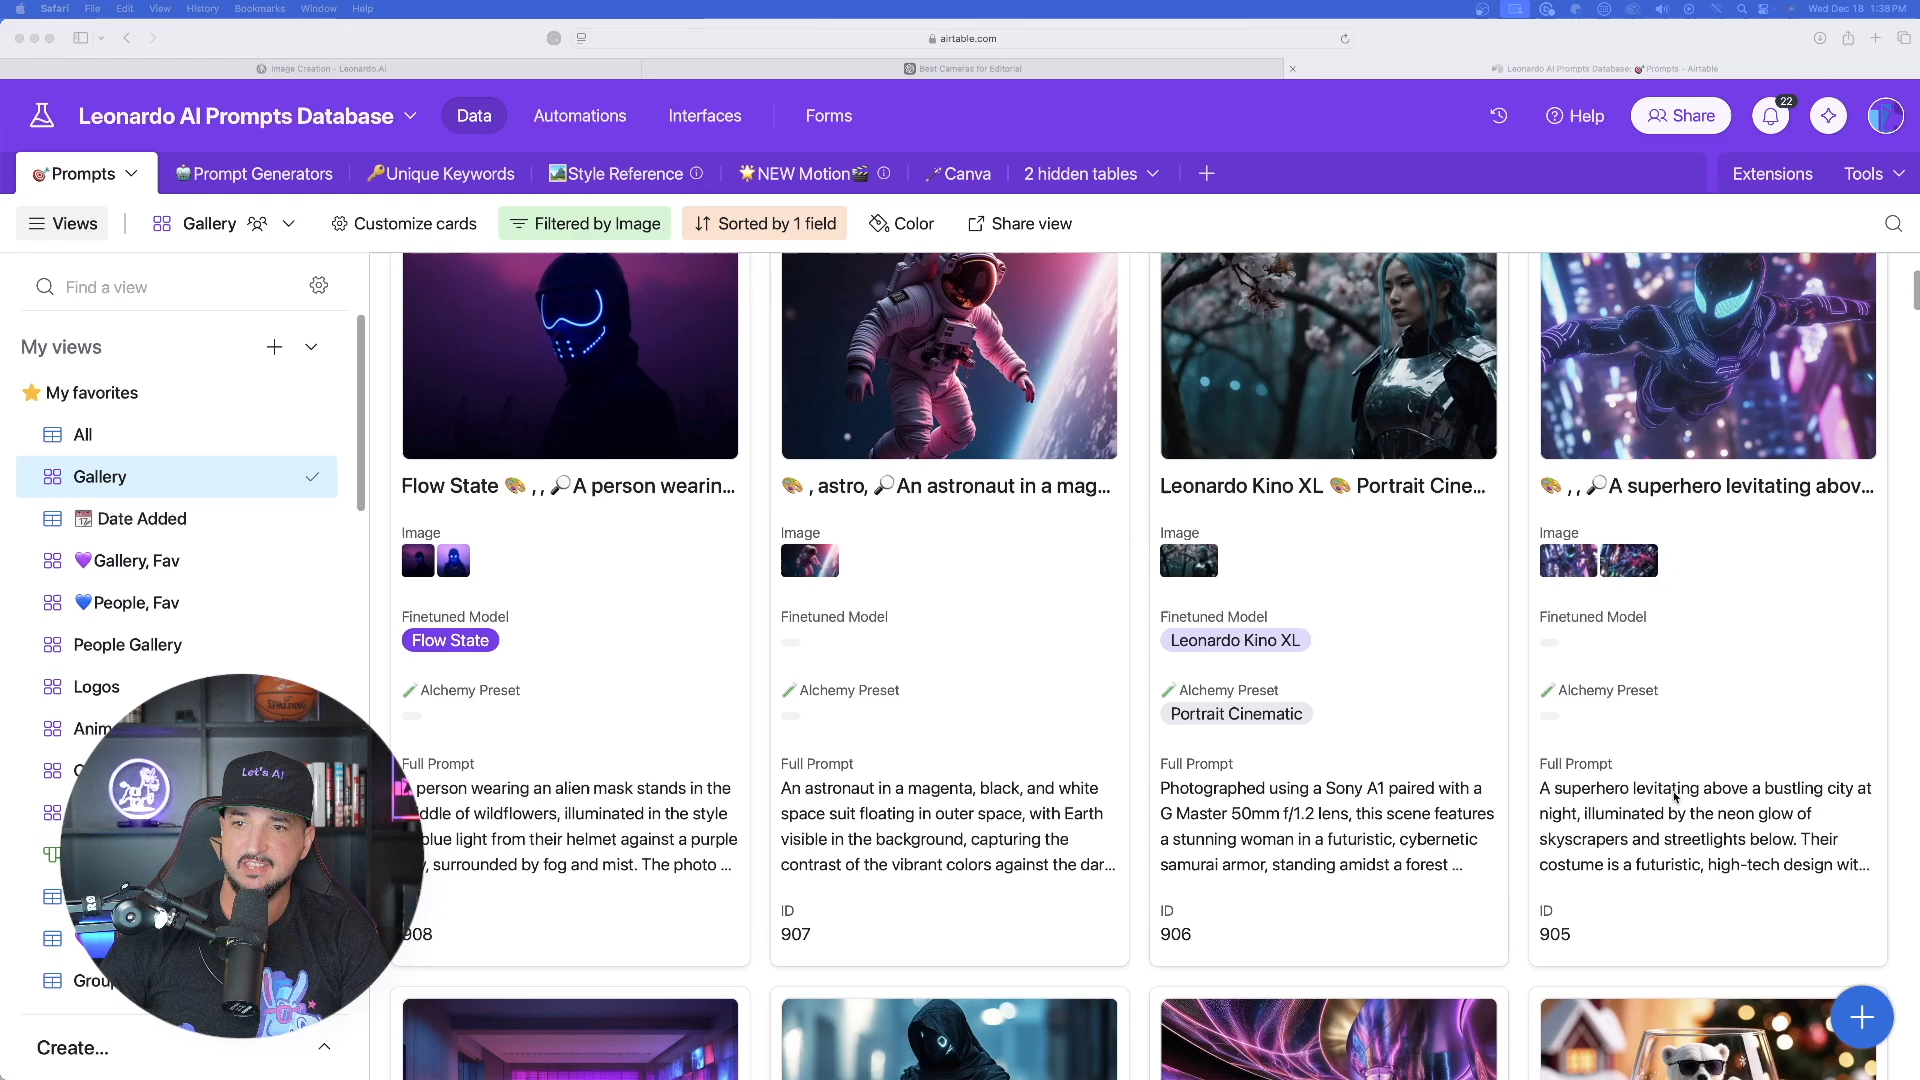 Safari File Edit View History Bookmarks Window Help Wed Dec 18 1:38 PM
airtable.com
Image Creation - Leonardo.Ai
Best Cameras for Editorial
Leonardo AI Prompts Database: 🎯Prompts - Airtable
Leonardo AI Prompts Database
Data Automations Interfaces Forms
Help Share 22
🎯Prompts 🤖Prompt Generators 🔑Unique Keywords 🏞️Style Reference 🌟NEW Motion🎬 🪄Canva 2 hidden tables
Extensions Tools
Views Gallery Customize cards Filtered by Image Sorted by 1 field Color Share view
Find a view
My views
⭐ My favorites
All
Gallery
📆 Date Added
💜Gallery, Fav
💙People, Fav
People Gallery
Logos
Create...
Let's AI
SPALDING
Flow State 🎨 , , 🔎A person wearin...
Image
Finetuned Model
Flow State
🧪Alchemy Preset
Full Prompt
person wearing an alien mask stands in the
blue light from their helmet against a purple
surrounded by fog and mist. The photo ...
908
🎨 , astro, 🔎An astronaut in a mag...
Image
Finetuned Model
🧪Alchemy Preset
Full Prompt
An astronaut in a magenta, black, and white
space suit floating in outer space, with Earth
visible in the background, capturing the
contrast of the vibrant colors against the dar...
ID
907
Leonardo Kino XL 🎨 Portrait Cine...
Image
Finetuned Model
Leonardo Kino XL
🧪Alchemy Preset
Portrait Cinematic
Full Prompt
Photographed using a Sony A1 paired with a
G Master 50mm f/1.2 lens, this scene features
a stunning woman in a futuristic, cybernetic
samurai armor, standing amidst a forest ...
ID
906
🎨 , , 🔎A superhero levitating abov...
Image
Finetuned Model
🧪Alchemy Preset
Full Prompt
A superhero levitating above a bustling city at
night, illuminated by the neon glow of
skyscrapers and streetlights below. Their
costume is a futuristic, high-tech design wit...
ID
905